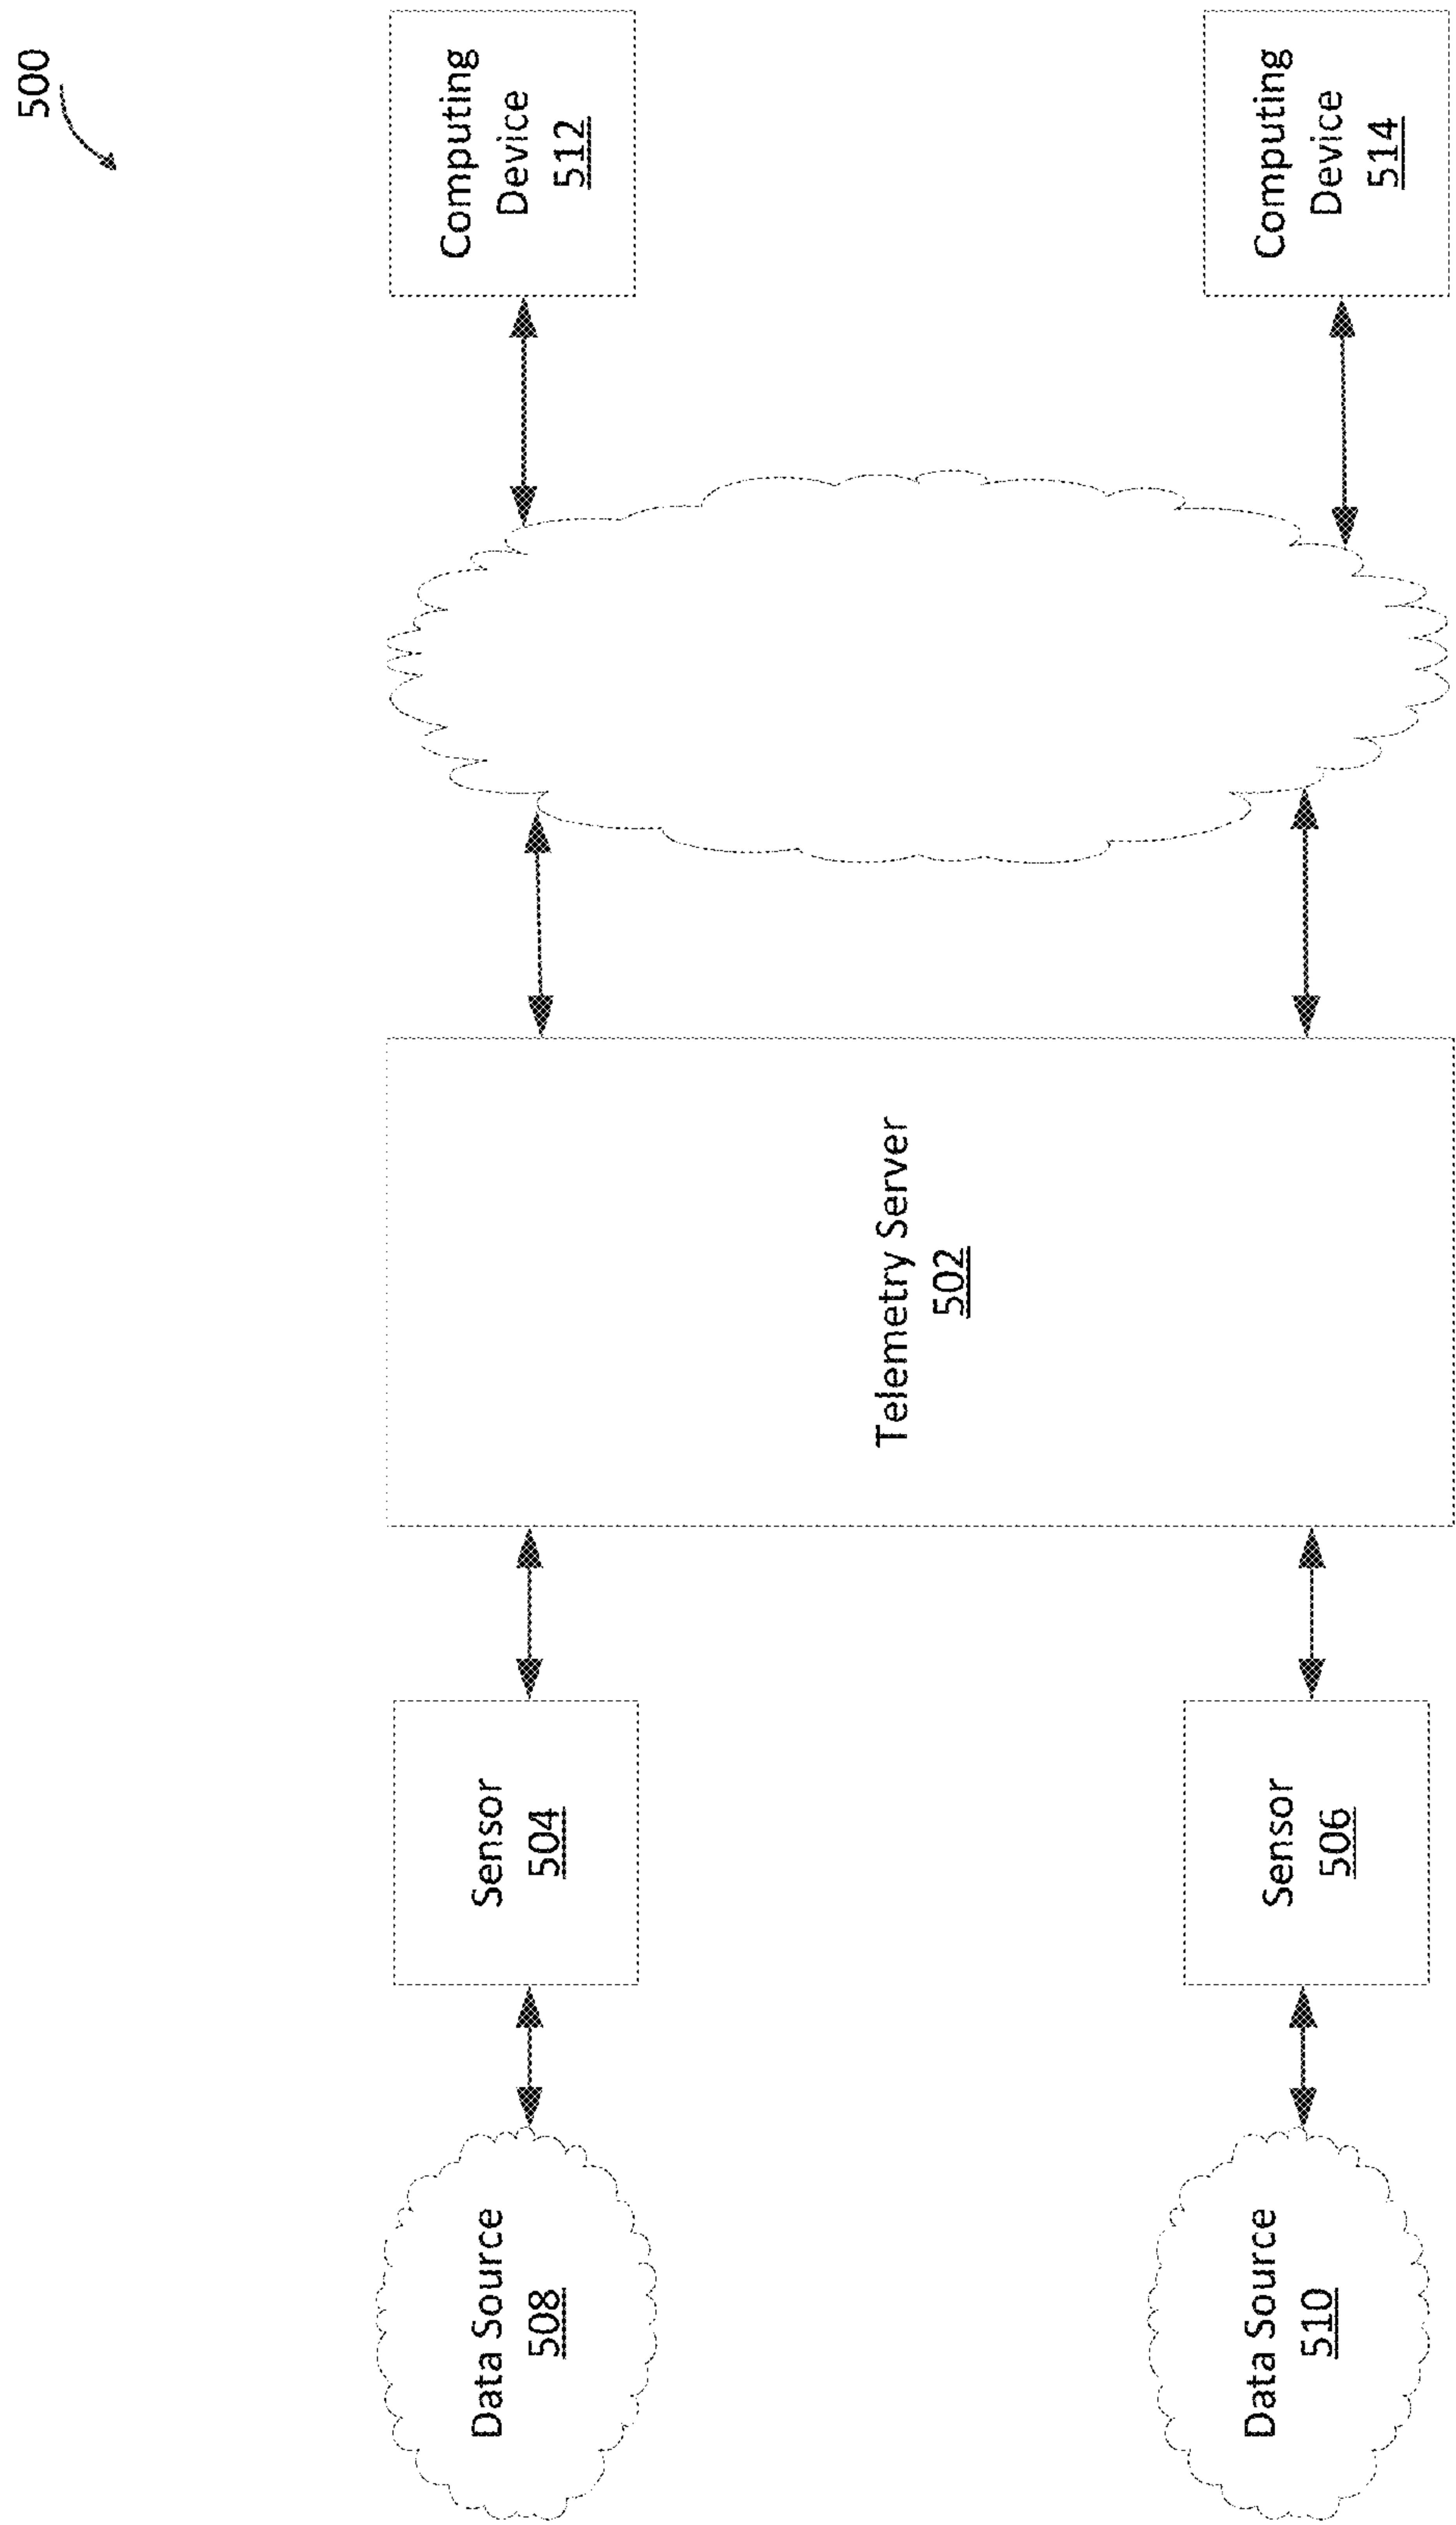 500
Data Source
508
Sensor
504
Telemetry Server
502
Computing
Device
512
Data Source
510
Sensor
506
Computing
Device
514